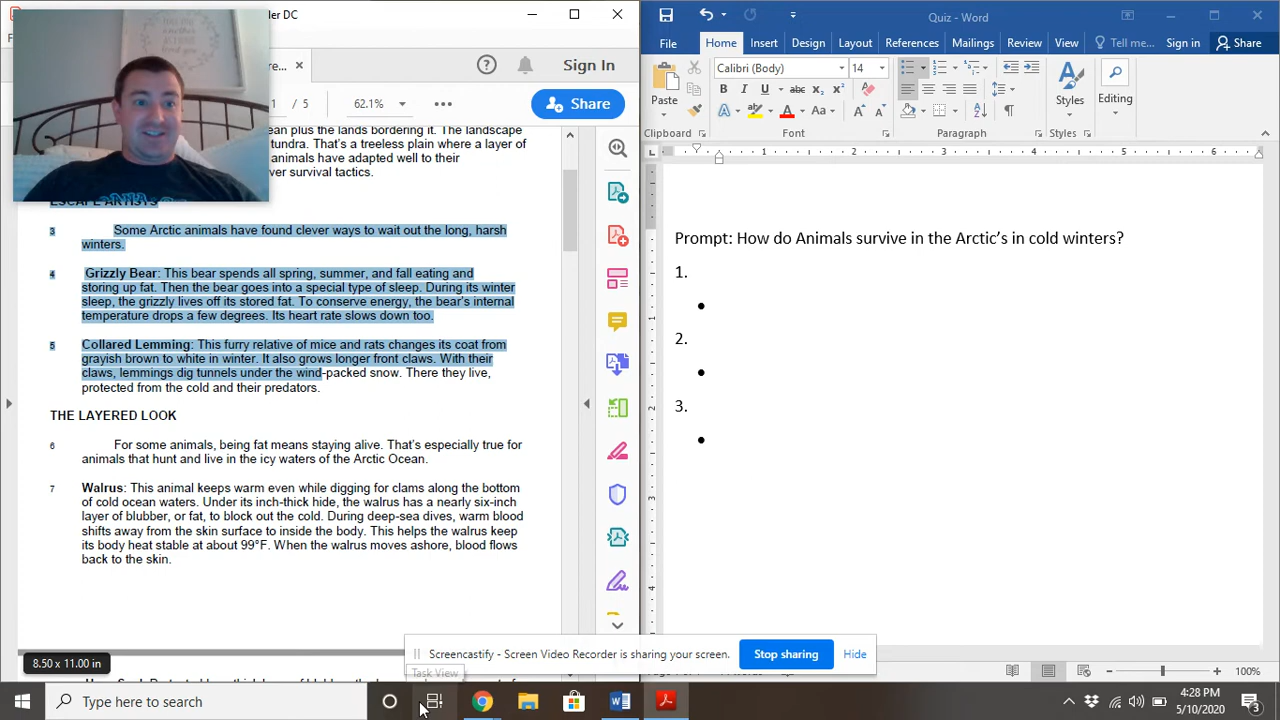 der DC
Quiz - Word
File Home Insert Design Layout References Mailings Review View Tell me... Sign in Share
re...
Sign In
1 / 5 62.1%
Share
Paste
Clipboard
Calibri (Body) 14
B I U abc x₂ x²
Font
Paragraph
Styles
Styles
Editing
ean plus the lands bordering it. The landscape
tundra. That's a treeless plain where a layer of
animals have adapted well to their
ver survival tactics.
ESCAPE ARTISTS
3 Some Arctic animals have found clever ways to wait out the long, harsh
winters.
4 Grizzly Bear: This bear spends all spring, summer, and fall eating and
storing up fat. Then the bear goes into a special type of sleep. During its winter
sleep, the grizzly lives off its stored fat. To conserve energy, the bear's internal
temperature drops a few degrees. Its heart rate slows down too.
5 Collared Lemming: This furry relative of mice and rats changes its coat from
grayish brown to white in winter. It also grows longer front claws. With their
claws, lemmings dig tunnels under the wind-packed snow. There they live,
protected from the cold and their predators.
THE LAYERED LOOK
6 For some animals, being fat means staying alive. That's especially true for
animals that hunt and live in the icy waters of the Arctic Ocean.
7 Walrus: This animal keeps warm even while digging for clams along the bottom
of cold ocean waters. Under its inch-thick hide, the walrus has a nearly six-inch
layer of blubber, or fat, to block out the cold. During deep-sea dives, warm blood
shifts away from the skin surface to inside the body. This helps the walrus keep
its body heat stable at about 99°F. When the walrus moves ashore, blood flows
back to the skin.
8.50 x 11.00 in
1 2 3 4 5 6
Prompt: How do Animals survive in the Arctic's in cold winters?
1.
•
2.
•
3.
•
Screencastify - Screen Video Recorder is sharing your screen. Stop sharing Hide
Task View
100%
Type here to search
4:28 PM
5/10/2020
3